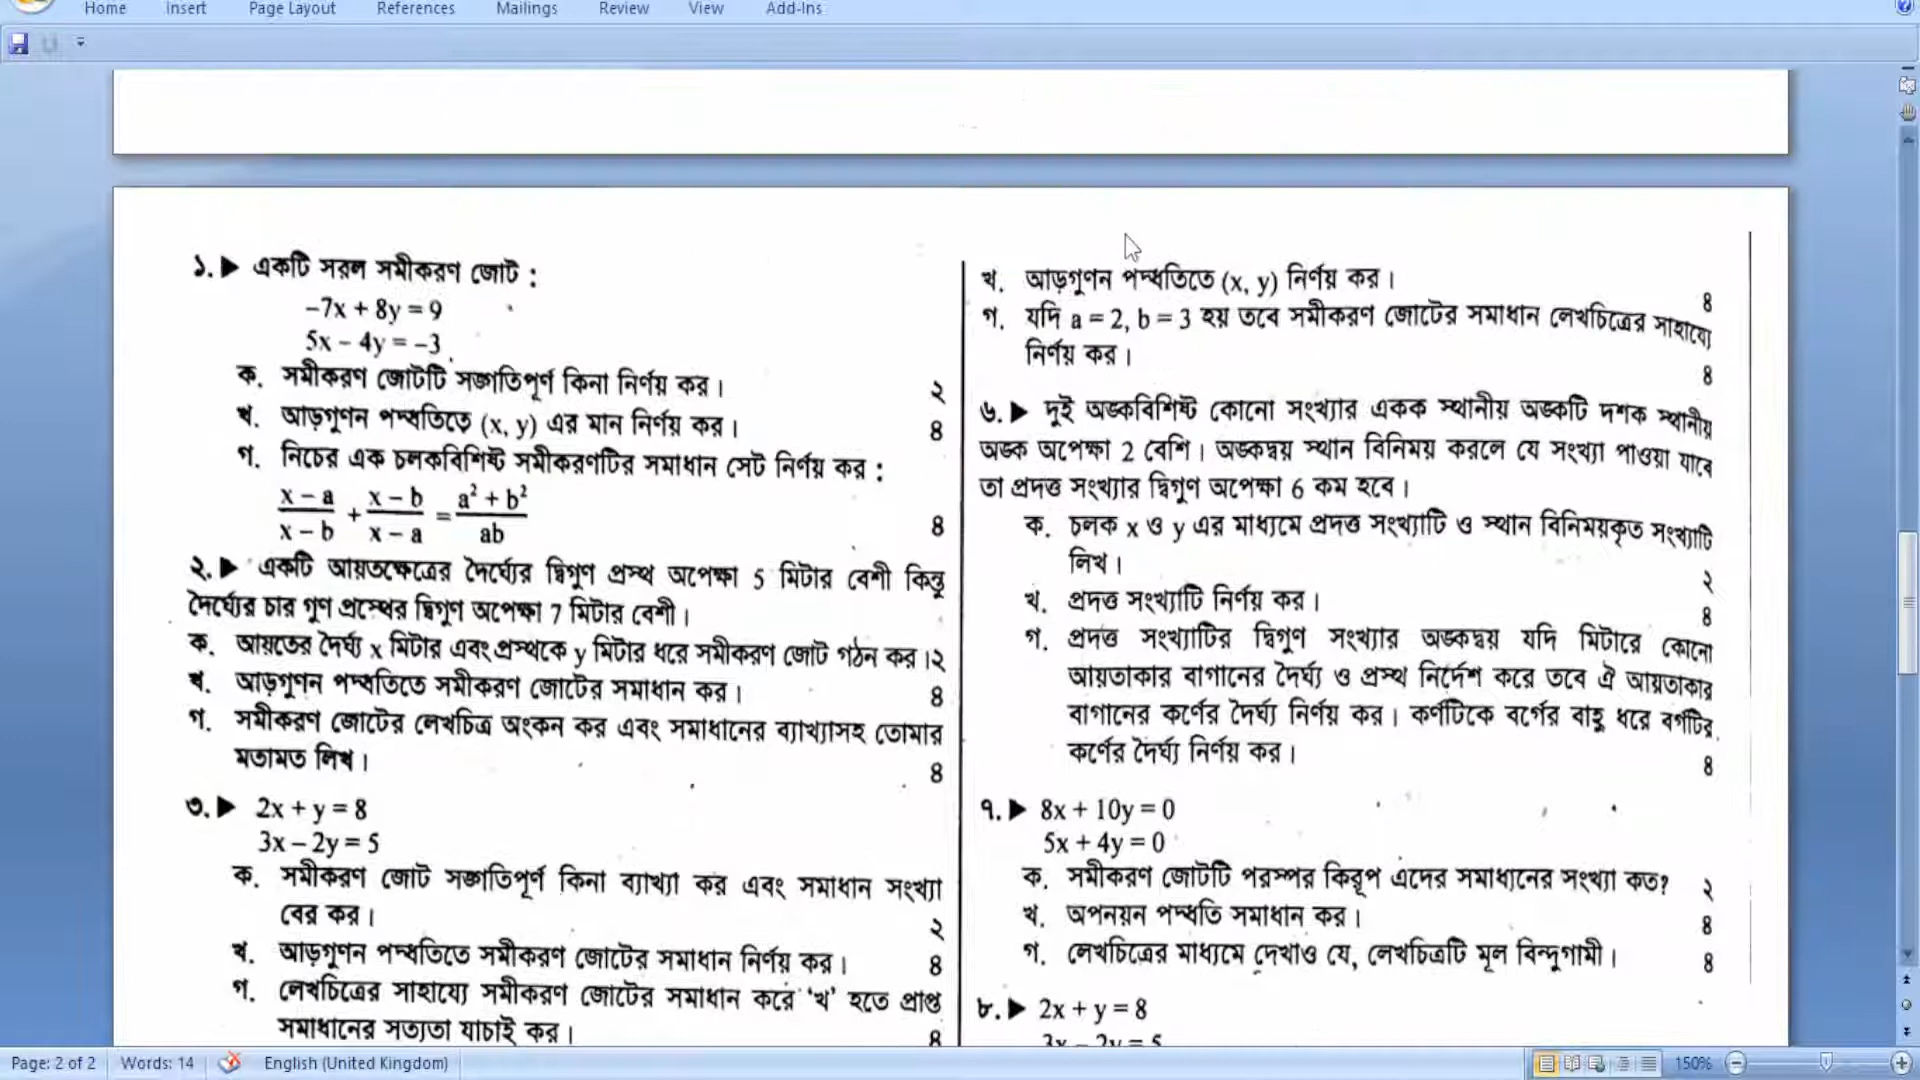 Home Insert Page Layout References Mailings Review View Add-Ins
১.▶ একটি সরল সমীকরণ জোট :
-7x + 8y = 9
5x – 4y = –3
ক. সমীকরণ জোটটি সঙ্গতিপূর্ণ কিনা নির্ণয় কর। ২
খ. আড়গুণন পদ্ধতিতে (x, y) এর মান নির্ণয় কর। ৪
গ. নিচের এক চলকবিশিষ্ট সমীকরণটির সমাধান সেট নির্ণয় কর :
x – a / x – b + x – b / x – a = a² + b² / ab ৪
২.▶ একটি আয়তক্ষেত্রের দৈর্ঘ্যের দ্বিগুণ প্রস্থ অপেক্ষা 5 মিটার বেশী কিন্তু
দৈর্ঘ্যের চার গুণ প্রস্থের দ্বিগুণ অপেক্ষা 7 মিটার বেশী।
ক. আয়তের দৈর্ঘ্য x মিটার এবং প্রস্থকে y মিটার ধরে সমীকরণ জোট গঠন কর।২
খ. আড়গুণন পদ্ধতিতে সমীকরণ জোটের সমাধান কর। ৪
গ. সমীকরণ জোটের লেখচিত্র অংকন কর এবং সমাধানের ব্যাখ্যাসহ তোমার
মতামত লিখ। ৪
৩.▶ 2x + y = 8
3x – 2y = 5
ক. সমীকরণ জোট সঙ্গতিপূর্ণ কিনা ব্যাখ্যা কর এবং সমাধান সংখ্যা
বের কর। ২
খ. আড়গুণন পদ্ধতিতে সমীকরণ জোটের সমাধান নির্ণয় কর। ৪
গ. লেখচিত্রের সাহায্যে সমীকরণ জোটের সমাধান করে ‘খ’ হতে প্রাপ্ত
সমাধানের সত্যতা যাচাই কর। ৪
খ. আড়গুণন পদ্ধতিতে (x, y) নির্ণয় কর। ৪
গ. যদি a = 2, b = 3 হয় তবে সমীকরণ জোটের সমাধান লেখচিত্রের সাহায্যে
নির্ণয় কর। ৪
৬.▶ দুই অঙ্কবিশিষ্ট কোনো সংখ্যার একক স্থানীয় অঙ্কটি দশক স্থানীয়
অঙ্ক অপেক্ষা 2 বেশি। অঙ্কদ্বয় স্থান বিনিময় করলে যে সংখ্যা পাওয়া যাবে
তা প্রদত্ত সংখ্যার দ্বিগুণ অপেক্ষা 6 কম হবে।
ক. চলক x ও y এর মাধ্যমে প্রদত্ত সংখ্যাটি ও স্থান বিনিময়কৃত সংখ্যাটি
লিখ। ২
খ. প্রদত্ত সংখ্যাটি নির্ণয় কর। ৪
গ. প্রদত্ত সংখ্যাটির দ্বিগুণ সংখ্যার অঙ্কদ্বয় যদি মিটারে কোনো
আয়তাকার বাগানের দৈর্ঘ্য ও প্রস্থ নির্দেশ করে তবে ঐ আয়তাকার
বাগানের কর্ণের দৈর্ঘ্য নির্ণয় কর। কর্ণটিকে বর্গের বাহু ধরে বর্গটির
কর্ণের দৈর্ঘ্য নির্ণয় কর। ৪
৭.▶ 8x + 10y = 0
5x + 4y = 0
ক. সমীকরণ জোটটি পরস্পর কিরূপ এদের সমাধানের সংখ্যা কত? ২
খ. অপনয়ন পদ্ধতি সমাধান কর। ৪
গ. লেখচিত্রের মাধ্যমে দেখাও যে, লেখচিত্রটি মূল বিন্দুগামী। ৪
৮.▶ 2x + y = 8
3x – 2y = 5
Page: 2 of 2 Words: 14 English (United Kingdom) 150%